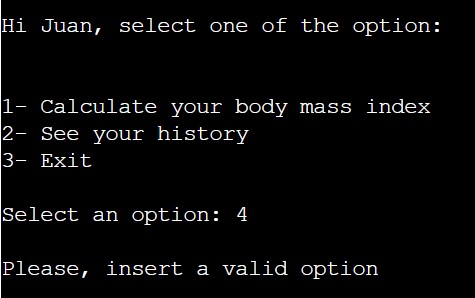 Hi Juan, select one of the option:
1- Calculate your body mass index
2- See your history
3- Exit
Select an option: 4
Please, insert a valid option